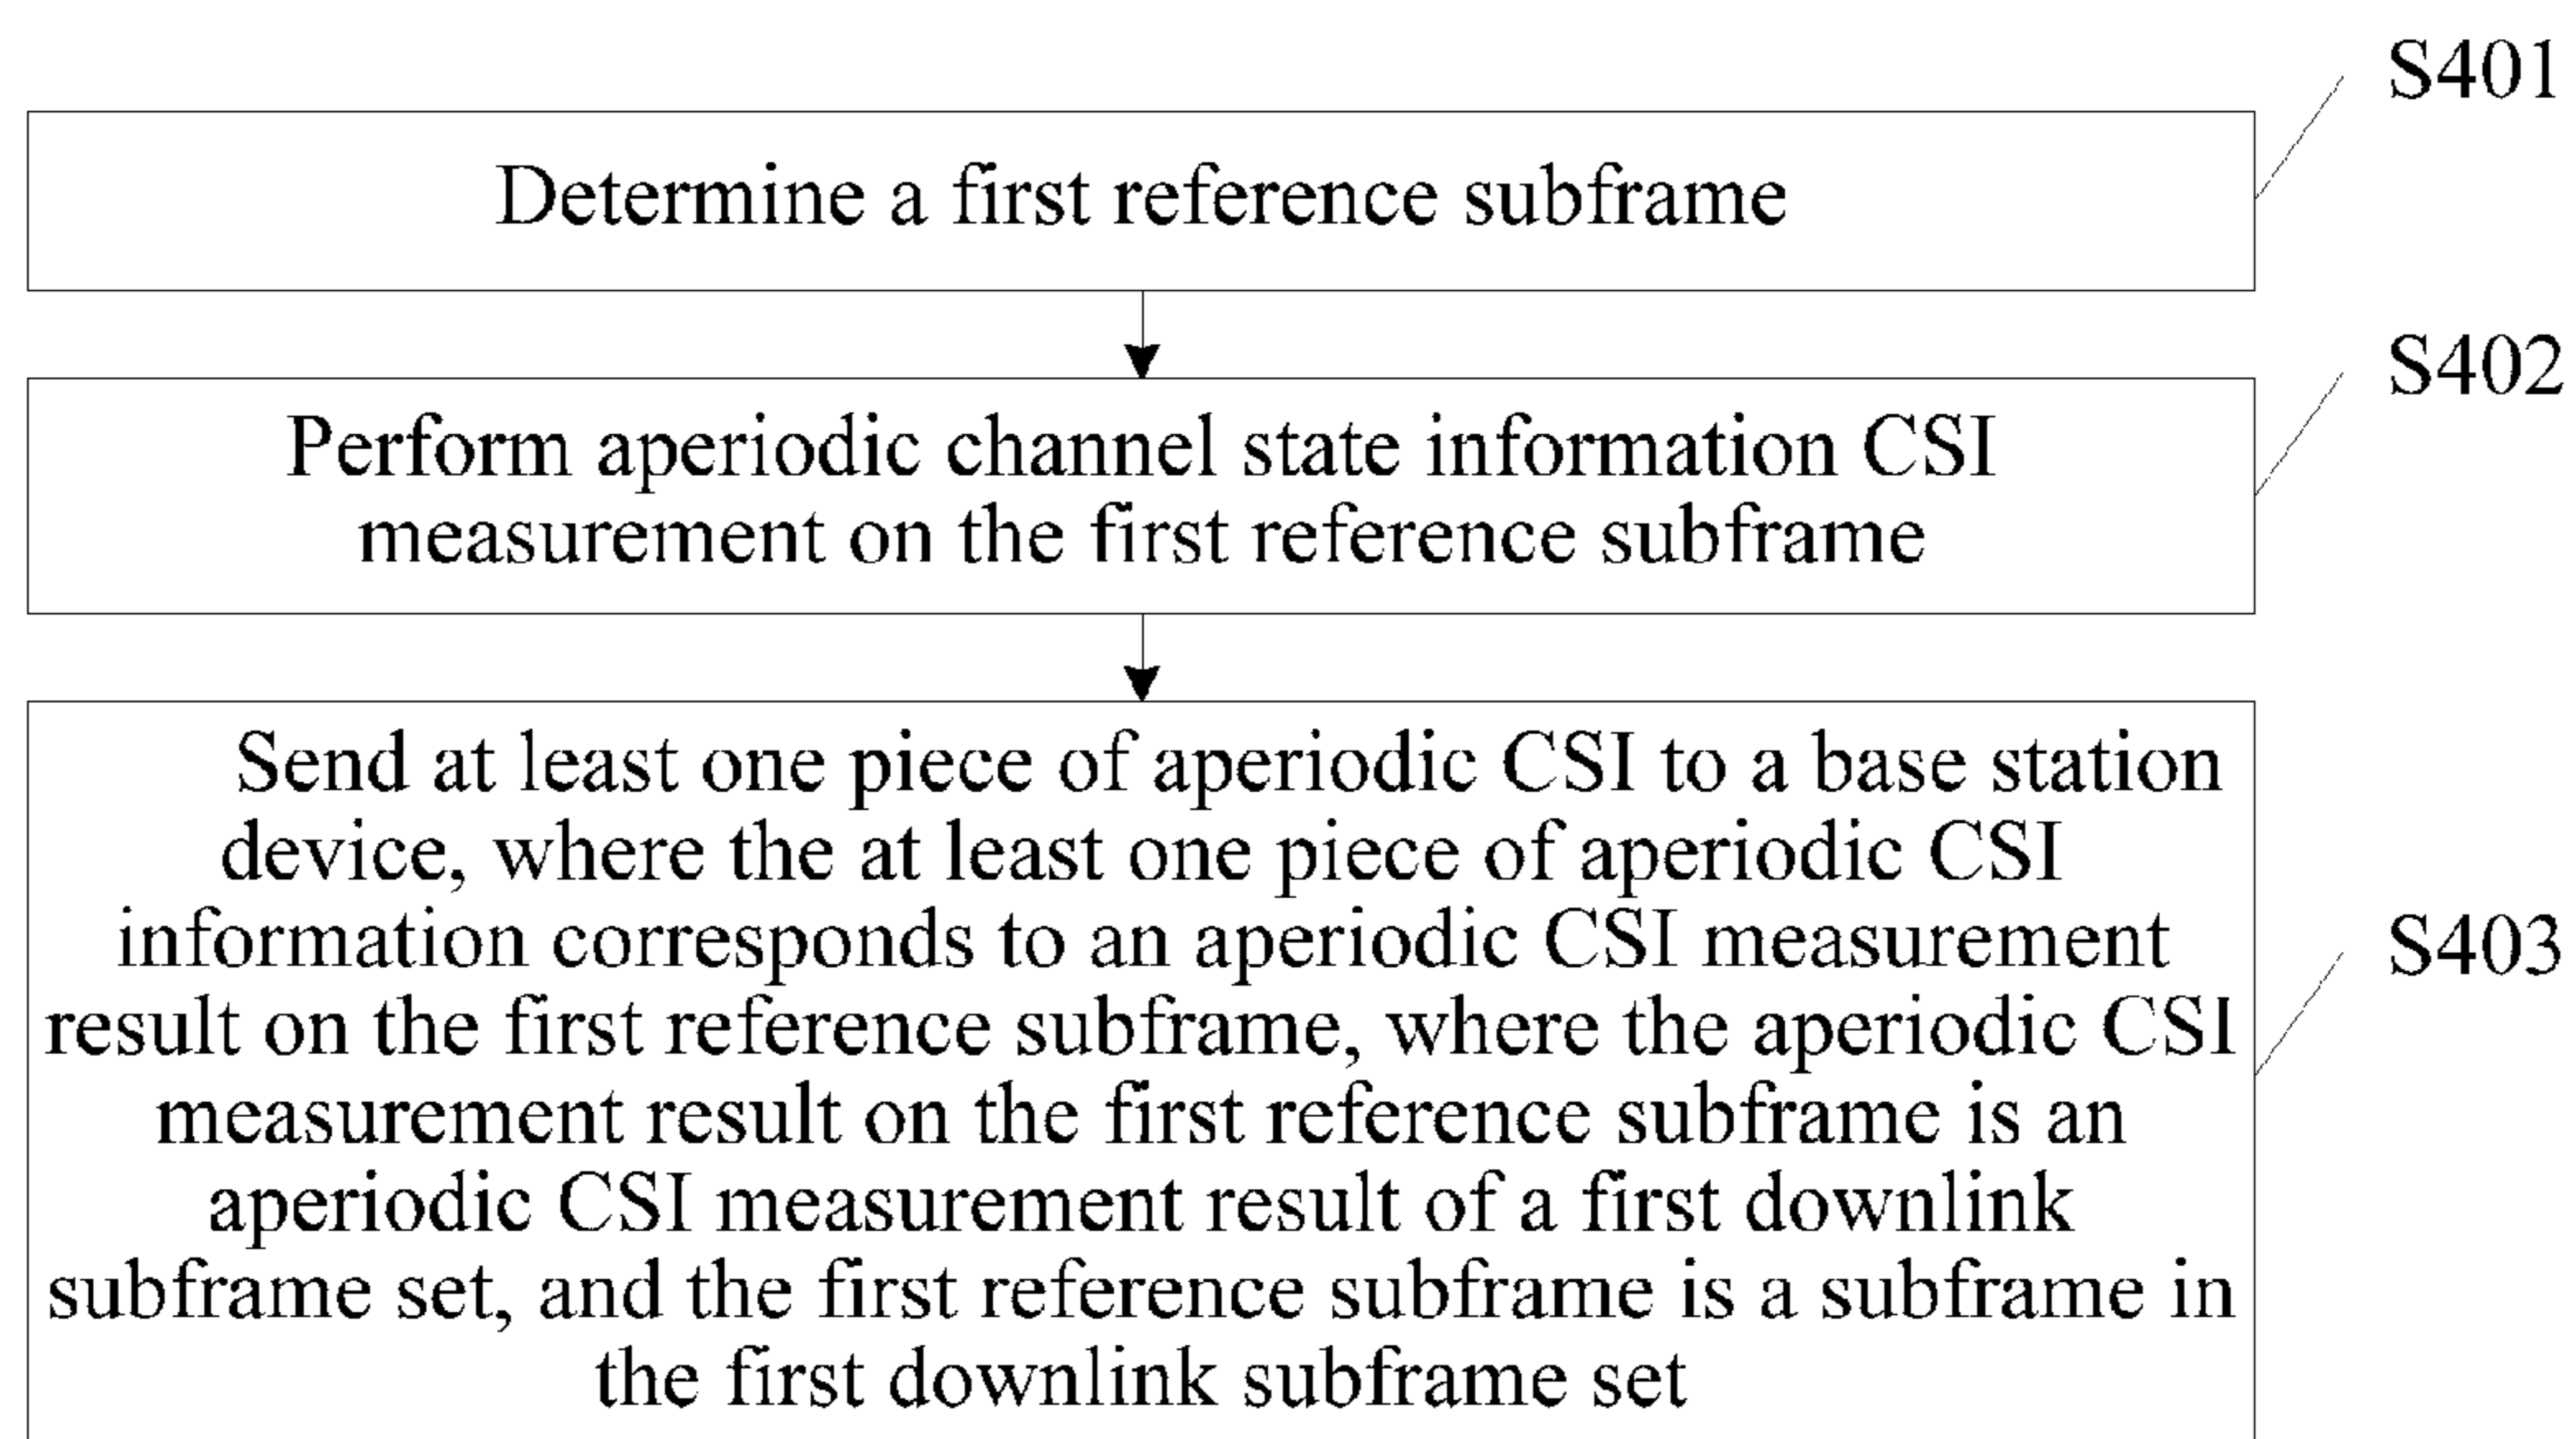 S401
Determine a first reference subframe
S402
Perform aperiodic channel state information CSI
measurement on the first reference subframe
Send at least one piece of aperiodic CSI to a base station
device, where the at least one piece of aperiodic CSI
information corresponds to an aperiodic CSI measurement
S403
result on the first reference subframe, where the aperiodic CSI
measurement result on the first reference subframe is an
aperiodic CSI measurement result of a first downlink
subframe set, and the first reference subframe is a subframe in
the first downlink subframe set